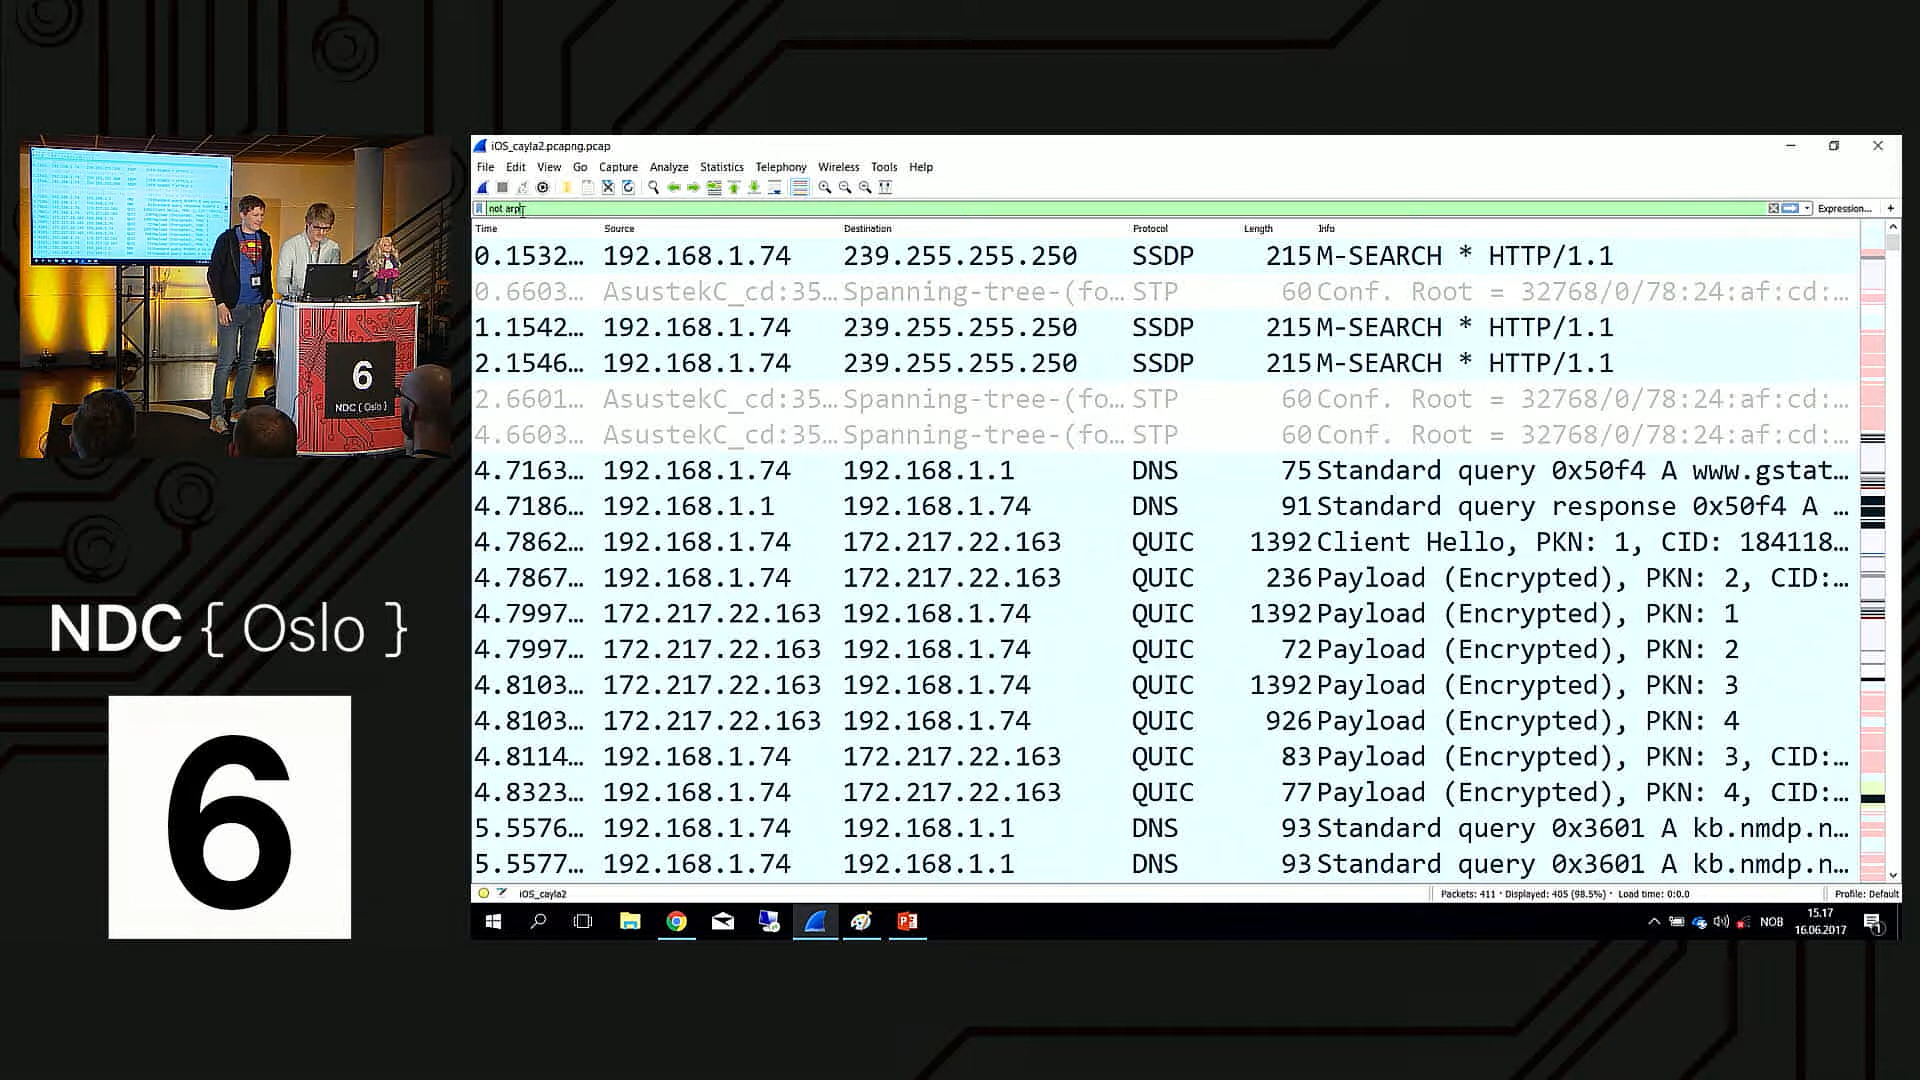 iOS_cayla2.pcapng.pcap
File Edit View Go Capture Analyze Statistics Telephony Wireless Tools Help
not arp
Expression... +
Time Source Destination Protocol Length Info
0.1532… 192.168.1.74 239.255.255.250 SSDP 215 M-SEARCH * HTTP/1.1
0.6603… AsustekC_cd:35… Spanning-tree-(fo… STP 60 Conf. Root = 32768/0/78:24:af:cd:…
1.1542… 192.168.1.74 239.255.255.250 SSDP 215 M-SEARCH * HTTP/1.1
2.1546… 192.168.1.74 239.255.255.250 SSDP 215 M-SEARCH * HTTP/1.1
2.6601… AsustekC_cd:35… Spanning-tree-(fo… STP 60 Conf. Root = 32768/0/78:24:af:cd:…
4.6603… AsustekC_cd:35… Spanning-tree-(fo… STP 60 Conf. Root = 32768/0/78:24:af:cd:…
4.7163… 192.168.1.74 192.168.1.1 DNS 75 Standard query 0x50f4 A www.gstat…
4.7186… 192.168.1.1 192.168.1.74 DNS 91 Standard query response 0x50f4 A …
4.7862… 192.168.1.74 172.217.22.163 QUIC 1392 Client Hello, PKN: 1, CID: 184118…
4.7867… 192.168.1.74 172.217.22.163 QUIC 236 Payload (Encrypted), PKN: 2, CID:…
4.7997… 172.217.22.163 192.168.1.74 QUIC 1392 Payload (Encrypted), PKN: 1
4.7997… 172.217.22.163 192.168.1.74 QUIC 72 Payload (Encrypted), PKN: 2
4.8103… 172.217.22.163 192.168.1.74 QUIC 1392 Payload (Encrypted), PKN: 3
4.8103… 172.217.22.163 192.168.1.74 QUIC 926 Payload (Encrypted), PKN: 4
4.8114… 192.168.1.74 172.217.22.163 QUIC 83 Payload (Encrypted), PKN: 3, CID:…
4.8323… 192.168.1.74 172.217.22.163 QUIC 77 Payload (Encrypted), PKN: 4, CID:…
5.5576… 192.168.1.74 192.168.1.1 DNS 93 Standard query 0x3601 A kb.nmdp.n…
5.5577… 192.168.1.74 192.168.1.1 DNS 93 Standard query 0x3601 A kb.nmdp.n…
iOS_cayla2
Packets: 411 · Displayed: 405 (98.5%) · Load time: 0:0.0
Profile: Default
NOB
15.17
16.06.2017
1
6
NDC { Oslo }
NDC { Oslo }
6